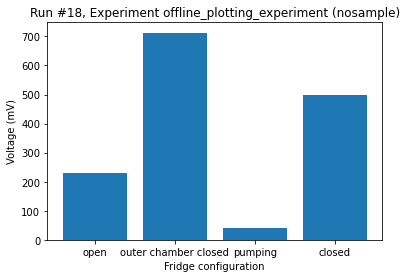 Run #18, Experiment offline_plotting_experiment (nosample)
Voltage (mV)
700
600
500
400
300
200
100
0
open outer chamber closed pumping closed
Fridge configuration